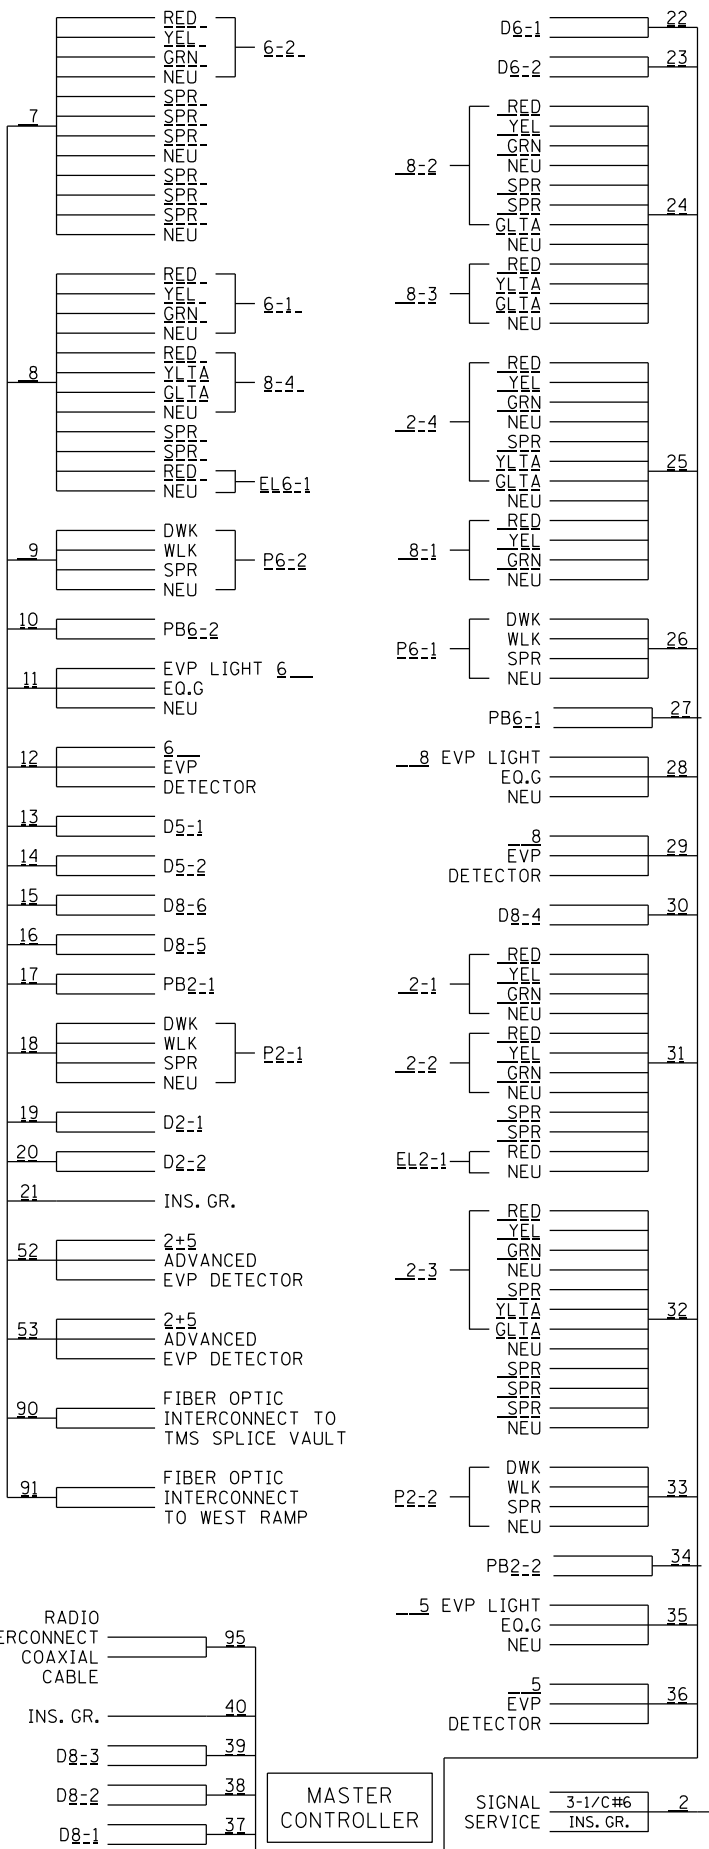 7
RED
YEL
GRN
NEU
6-2
SPR
SPR
SPR
NEU
SPR
SPR
SPR
NEU
8
RED
YEL
GRN
NEU
6-1
RED
YLTA
GLTA
NEU
8-4
SPR
SPR
RED
NEU
EL6-1
9
DWK
WLK
SPR
NEU
P6-2
10
PB6-2
11
EVP LIGHT 6
EQ.G
NEU
12
6
EVP
DETECTOR
13
D5-1
14
D5-2
15
D8-6
16
D8-5
17
PB2-1
18
DWK
WLK
SPR
NEU
P2-1
19
D2-1
20
D2-2
21
INS. GR.
52
2+5
ADVANCED
EVP DETECTOR
53
2+5
ADVANCED
EVP DETECTOR
90
FIBER OPTIC
INTERCONNECT TO
TMS SPLICE VAULT
91
FIBER OPTIC
INTERCONNECT
TO WEST RAMP
D6-1
22
D6-2
23
8-2
RED
YEL
GRN
NEU
SPR
SPR
GLTA
NEU
24
8-3
RED
YLTA
GLTA
NEU
2-4
RED
YEL
GRN
NEU
SPR
YLTA
GLTA
NEU
25
8-1
RED
YEL
GRN
NEU
P6-1
DWK
WLK
SPR
NEU
26
PB6-1
27
8 EVP LIGHT
EQ.G
NEU
28
8
EVP
DETECTOR
29
D8-4
30
2-1
RED
YEL
GRN
NEU
2-2
RED
YEL
GRN
NEU
31
SPR
SPR
EL2-1
RED
NEU
2-3
RED
YEL
GRN
NEU
SPR
YLTA
GLTA
NEU
32
SPR
SPR
SPR
NEU
P2-2
DWK
WLK
SPR
NEU
33
PB2-2
34
5 EVP LIGHT
EQ.G
NEU
35
5
EVP
DETECTOR
36
RADIO
ERCONNECT
COAXIAL
CABLE
95
INS. GR.
40
D8-3
39
D8-2
38
D8-1
37
MASTER
CONTROLLER
SIGNAL
SERVICE
3-1/C#6
INS. GR.
2